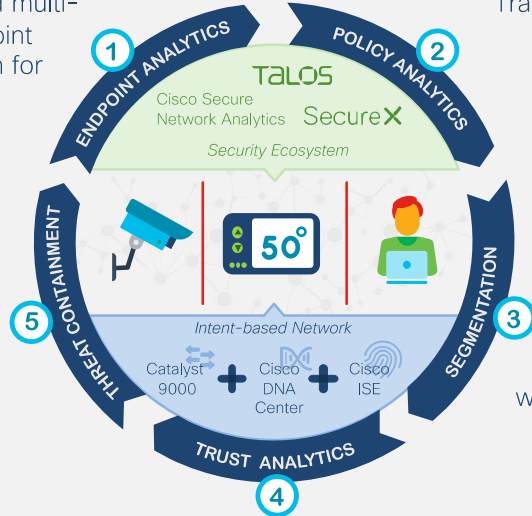 multi-
point
n for
Tra
1
ENDPOINT ANALYTICS
POLICY ANALYTICS
2
TALOS
Cisco Secure
Network Analytics
SecureX
Security Ecosystem
50°
THREAT CONTAINMENT
5
SEGMENTATION
3
Intent-based Network
Catalyst
9000
+
Cisco
DNA
Center
+
Cisco
ISE
w
TRUST ANALYTICS
4